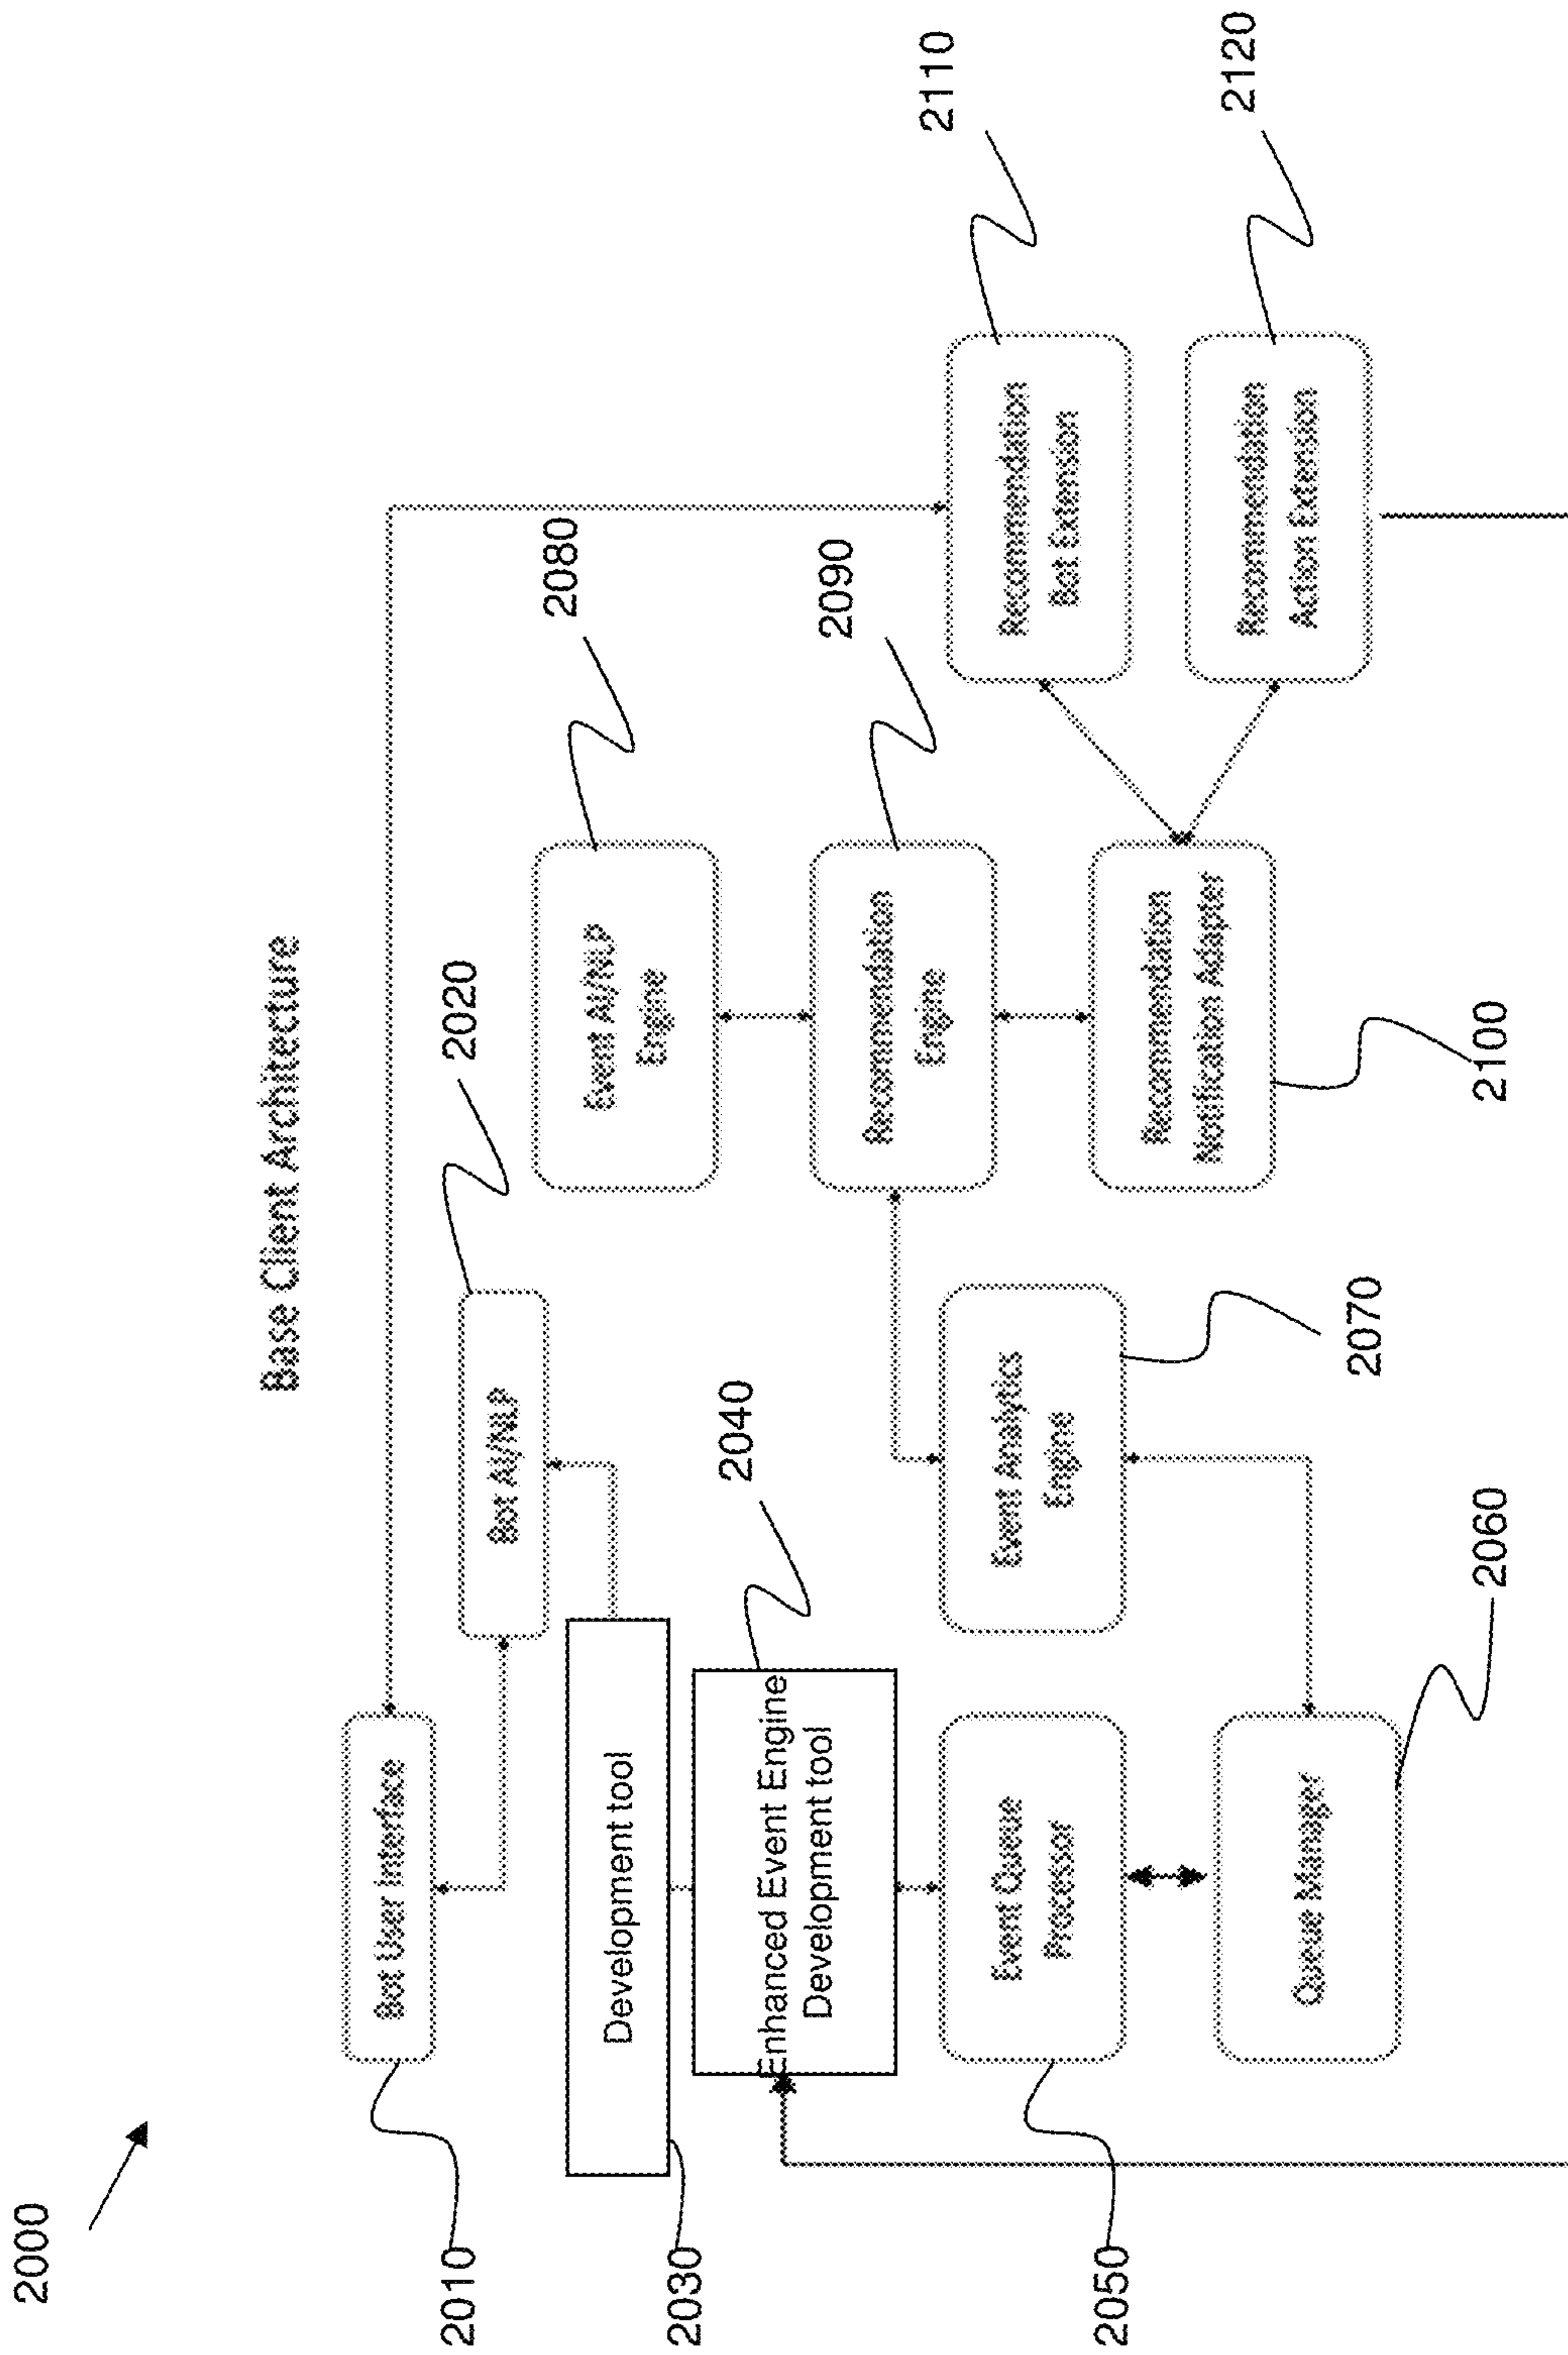 2000
Base Client Architecture
2010
Bot User Interface
2020
Bot AI/NLP
2030
Development tool
2040
Enhanced Event Engine
Development tool
2050
Event Queue
Processor
2060
Queue Manager
2070
Event Analytics
Engine
2080
Event AI/NLP
Engine
2090
Recommendation
Engine
2100
Recommendation
Notification Adapter
2110
Recommendation
Bot Extension
2120
Recommendation
Action Extension